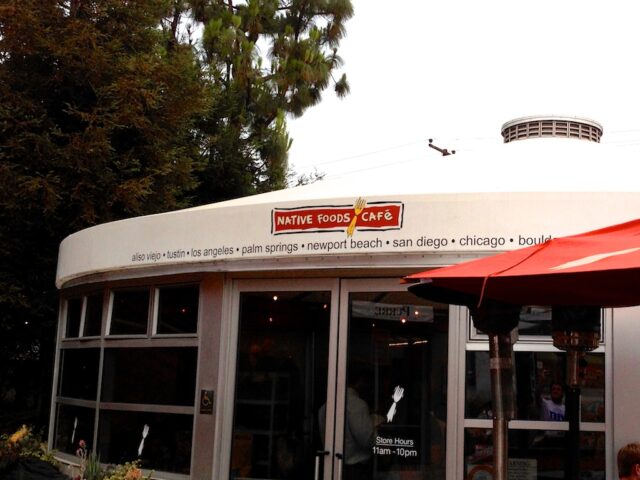 NATIVE FOODS CAFé
aliso viejo • tustin • los angeles • palm springs • newport beach • san diego • chicago • bould
Store Hours
11am -10pm